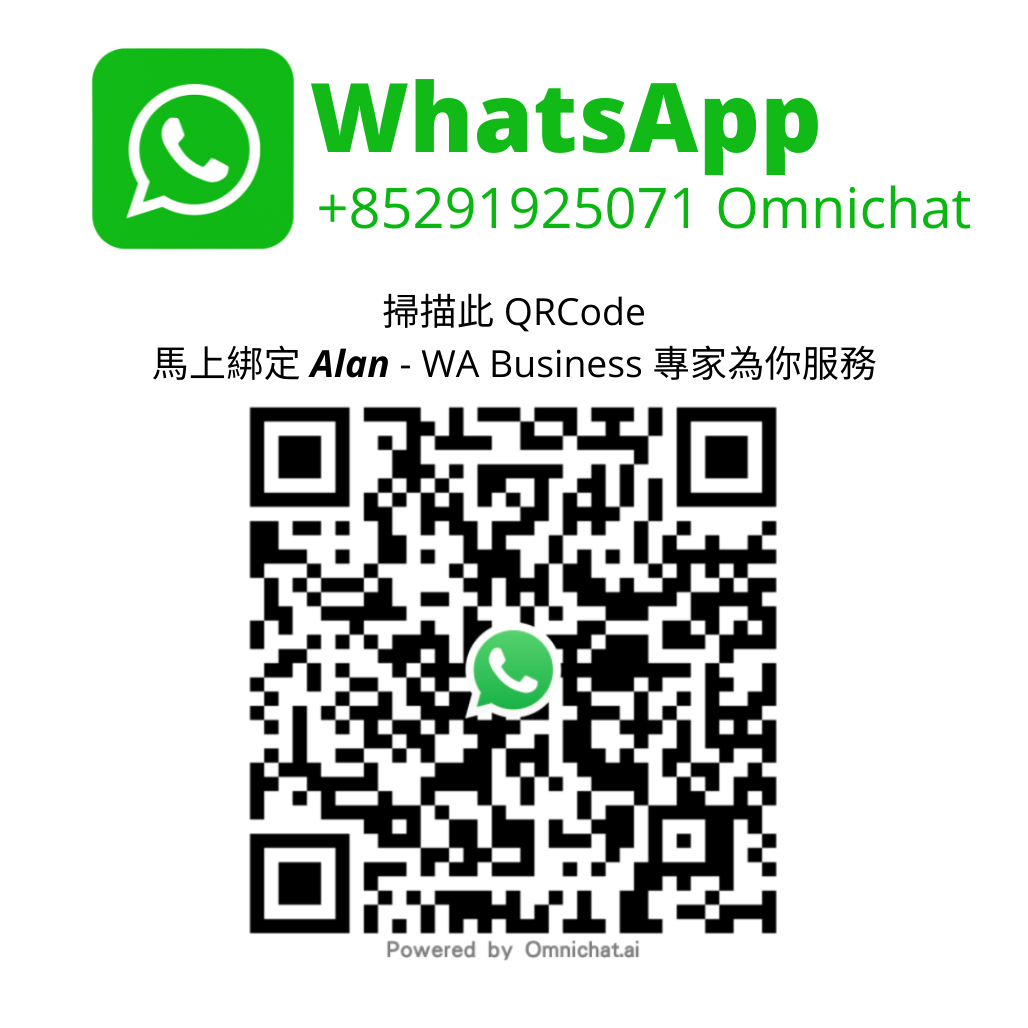 WhatsApp
+85291925071 Omnichat
掃描此 QRCode
馬上綁定 Alan - WA Business 專家為你服務
Powered by Omnichat.ai